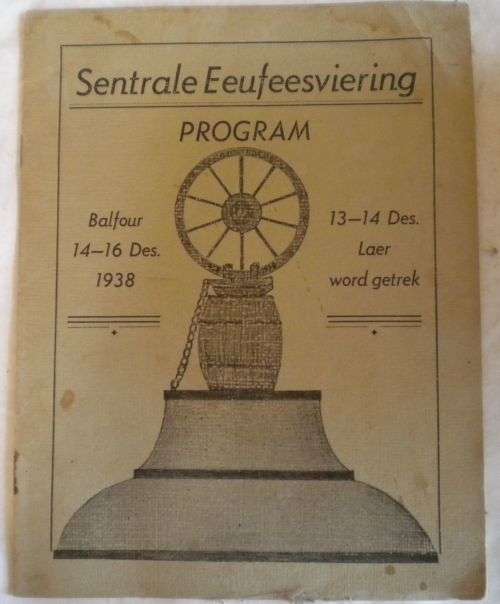 Sentrale Eeufeesviering
PROGRAM
Balfour
14—16 Des.
1938
13—14 Des.
Laer
word getrek